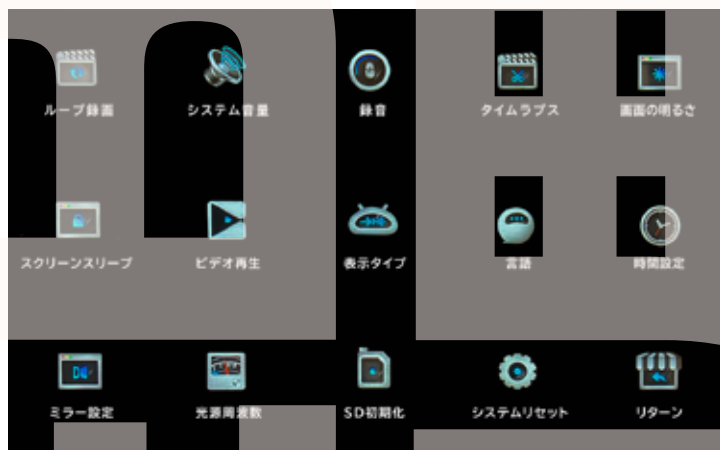 ループ録画 システム音量 録音 タイムラプス 画面の明るさ
スクリーンスリープ ビデオ再生 表示タイプ 言語 時間設定
ミラー設定 光源周波数 SD初期化 システムリセット リターン